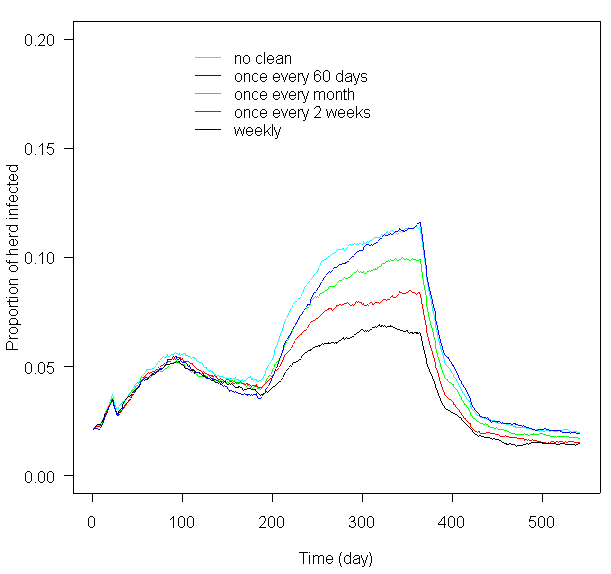 0.20
0.15
0.10
0.05
0.00
Proportion of herd infected
no clean
once every 60 days
once every month
once every 2 weeks
weekly
0 100 200 300 400 500
Time (day)